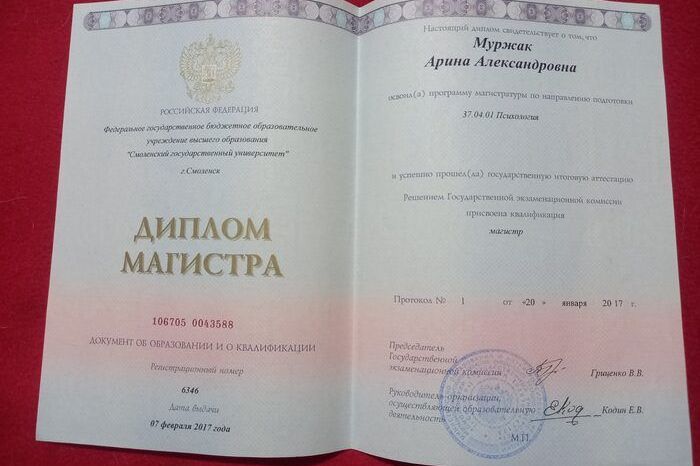 РОССИЙСКАЯ ФЕДЕРАЦИЯ
Федеральное государственное бюджетное образовательное
учреждение высшего образования
"Смоленский государственный университет"
г.Смоленск
ДИПЛОМ
МАГИСТРА
106705 0043588
ДОКУМЕНТ ОБ ОБРАЗОВАНИИ И О КВАЛИФИКАЦИИ
Регистрационный номер
6346
Дата выдачи
07 февраля 2017 года
Настоящий диплом свидетельствует о том, что
Муржак
Арина Александровна
освоил(а) программу магистратуры по направлению подготовки
37.04.01 Психология
и успешно прошел(ла) государственную итоговую аттестацию
Решением Государственной экзаменационной комиссии
присвоена квалификация
магистр
Протокол № 1 от «20» января 2017 г.
Председатель
Государственной
экзаменационной комиссии Гриценко В.В.
Руководитель организации,
осуществляющей образовательную
деятельность Кодин Е.В.
М.П.